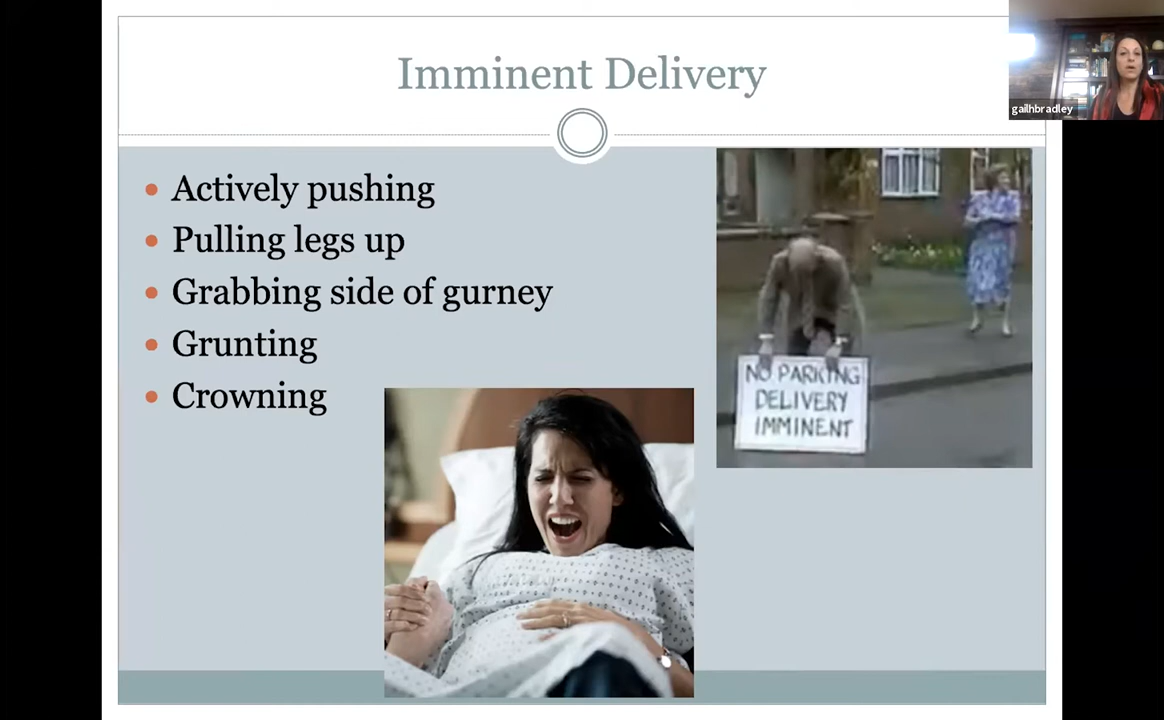 Imminent Delivery
gailhbradley
Actively pushing
Pulling legs up
Grabbing side of gurney
Grunting
Crowning
NO PARKING
DELIVERY
IMMINENT